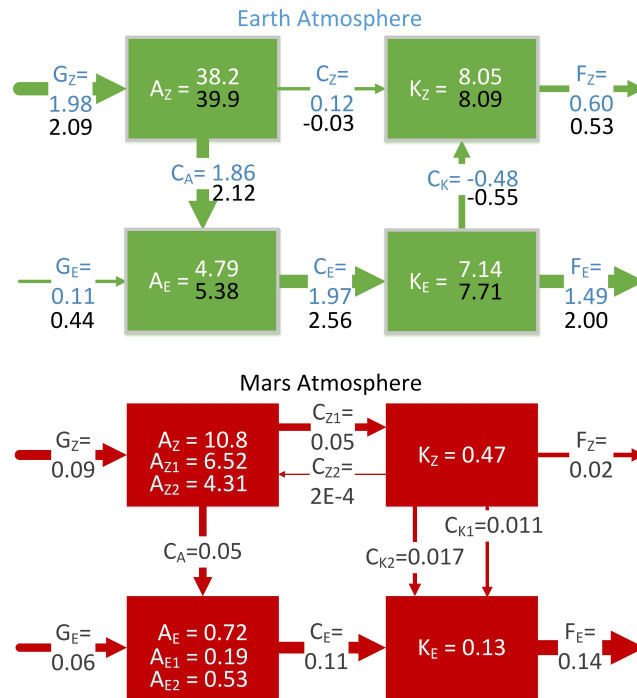 Earth Atmosphere
G_Z=
1.98
2.09
A_Z = 38.2
39.9
C_Z=
0.12
-0.03
K_Z = 8.05
8.09
F_Z=
0.60
0.53
C_A= 1.86
2.12
C_K= -0.48
-0.55
G_E=
0.11
0.44
A_E = 4.79
5.38
C_E=
1.97
2.56
K_E = 7.14
7.71
F_E=
1.49
2.00
Mars Atmosphere
G_Z=
0.09
A_Z = 10.8
A_Z1 = 6.52
A_Z2 = 4.31
C_Z1=
0.05
C_Z2=
2E-4
K_Z = 0.47
F_Z=
0.02
C_A=0.05
C_K2=0.017
C_K1=0.011
G_E=
0.06
A_E = 0.72
A_E1 = 0.19
A_E2 = 0.53
C_E=
0.11
K_E = 0.13
F_E=
0.14